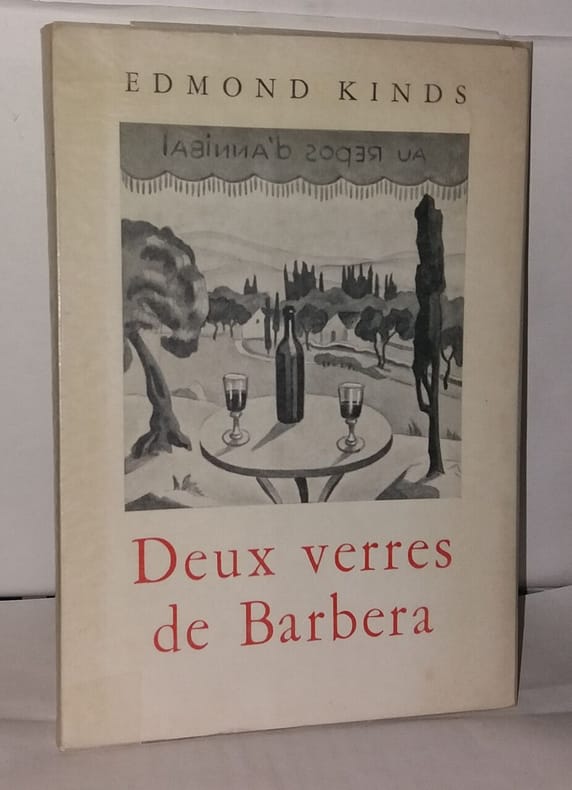 EDMOND KINDS
AU REPOS d'ANNIBAL
Deux verres
de Barbera